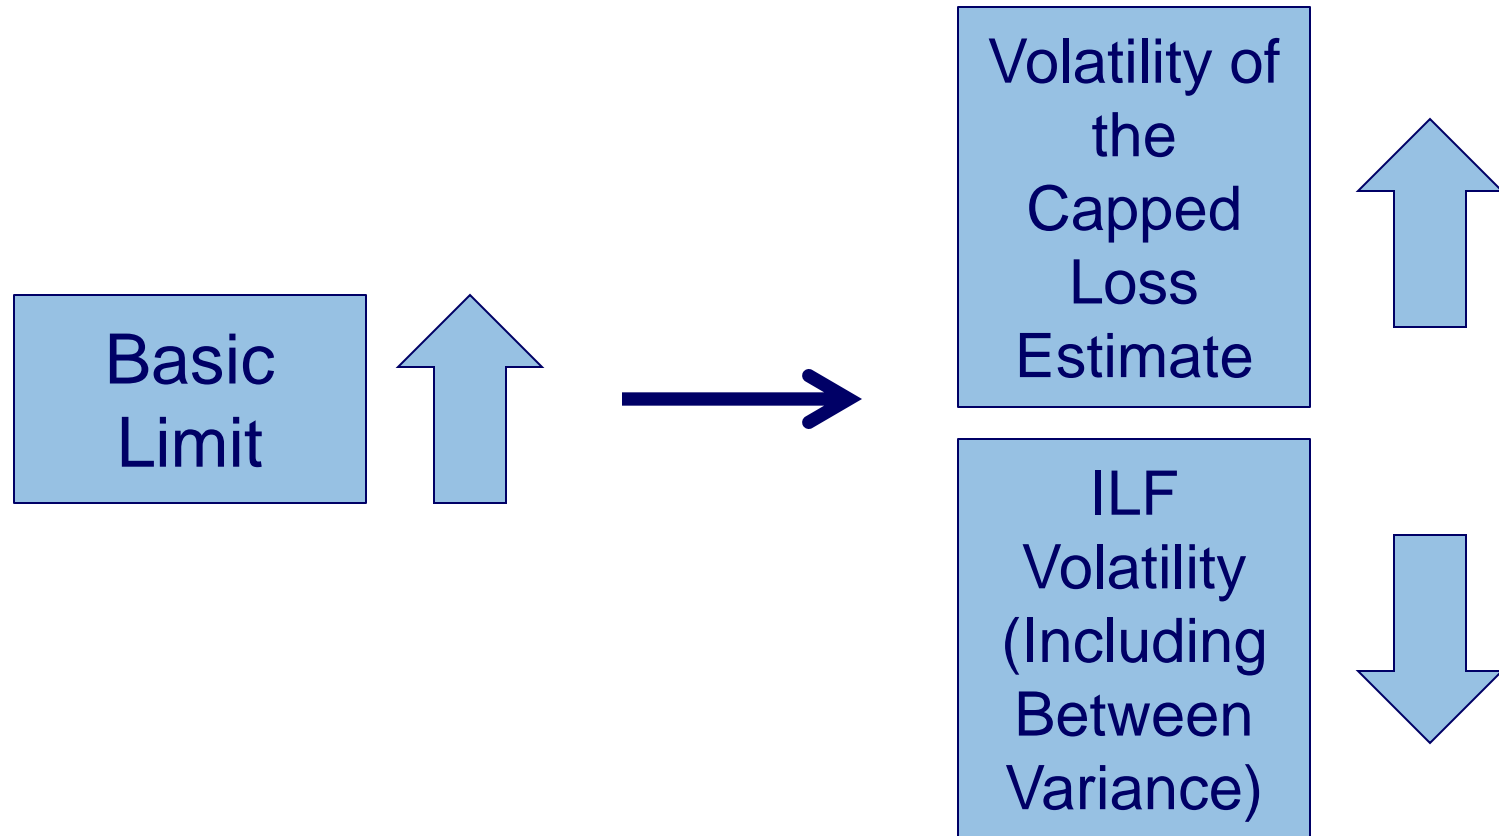 Basic
Limit
Volatility of
the
Capped
Loss
Estimate
ILF
Volatility
(Including
Between
Variance)